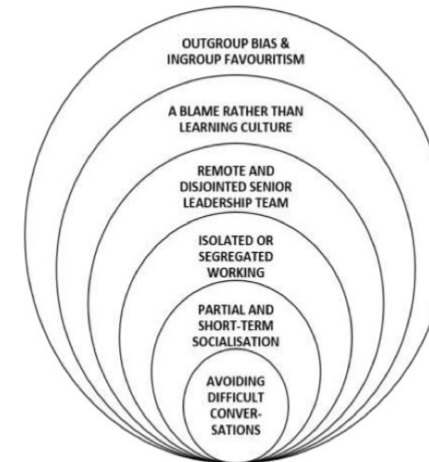 OUTGROUP BIAS &
INGROUP FAVOURITISM
A BLAME RATHER THAN
LEARNING CULTURE
REMOTE AND
DISJOINTED SENIOR
LEADERSHIP TEAM
ISOLATED OR
SEGREGATED
WORKING
PARTIAL AND
SHORT-TERM
SOCIALISATION
AVOIDING
DIFFICULT
CONVER-
SATIONS